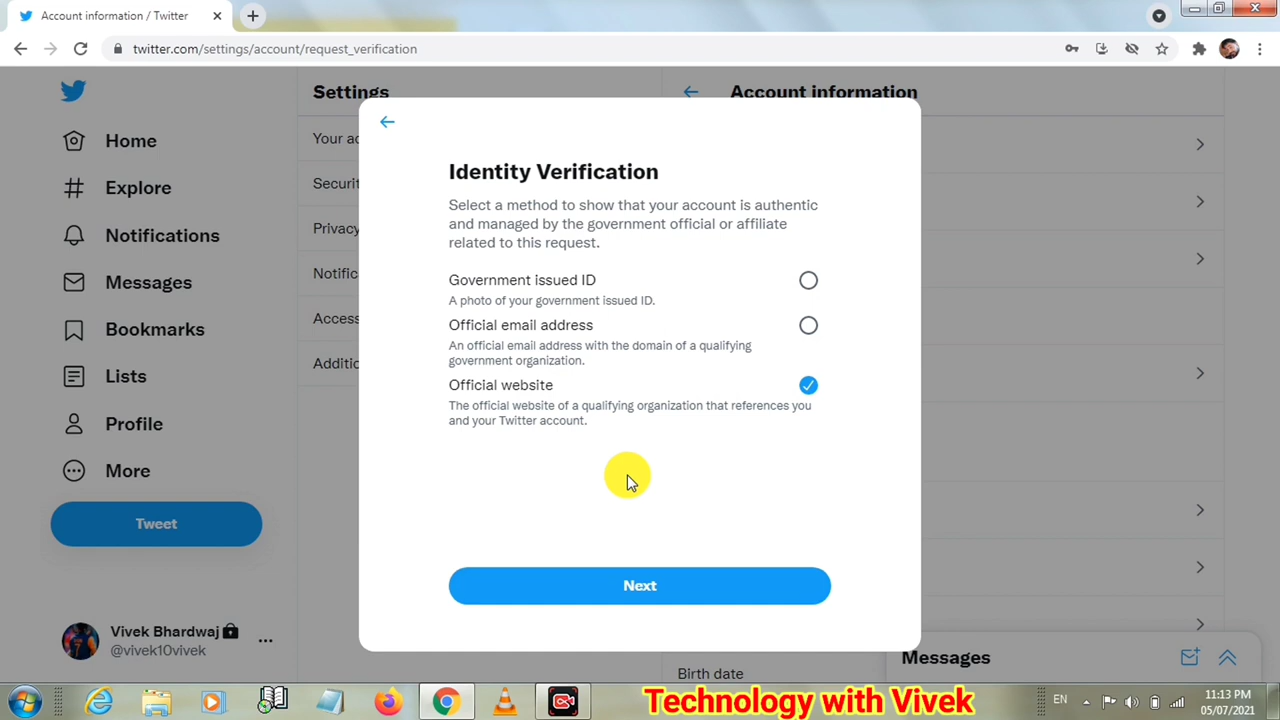 Account information / Twitter
twitter.com/settings/account/request_verification
Settings
Account information
Home
Explore
Notifications
Messages
Bookmarks
Lists
Profile
More
Tweet
Vivek Bhardwaj
@vivek10vivek
Your ac
Securit
Privacy
Notific
Access
Additio
Identity Verification
Select a method to show that your account is authentic
and managed by the government official or affiliate
related to this request.
Government issued ID
A photo of your government issued ID.
Official email address
An official email address with the domain of a qualifying
government organization.
Official website
The official website of a qualifying organization that references you
and your Twitter account.
Next
Birth date
Messages
Technology with Vivek
EN
11:13 PM
05/07/2021